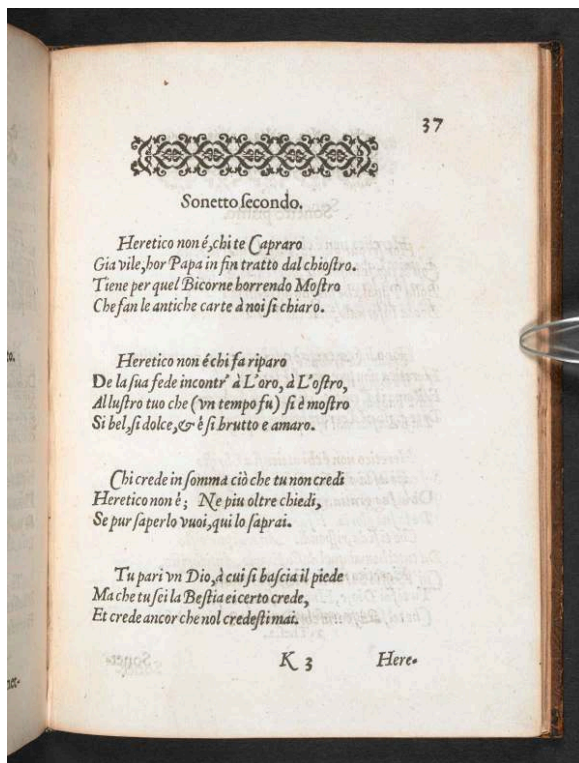 37
Sonetto ſecondo.
Heretico non é, chi te Capraro
Gia vile, hor Papa in fin tratto dal chioſtro.
Tiene per quel Bicorne horrendo Moſtro
Che fan le antiche carte à noi ſi chiaro.
Heretico non é chi fa riparo
De la ſua fede incontr' à L'oro, à L'oſtro,
Al luſtro tuo che (vn tempo fu) ſi è moſtro
Si bel, ſi dolce, & è ſi brutto e amaro.
Chi crede in ſomma ciò che tu non credi
Heretico non è; Ne piu oltre chiedi,
Se pur ſaperlo vuoi, qui lo ſaprai.
Tu pari vn Dio, à cui ſi baſcia il piede
Ma che tu ſei la Beſtia ei certo crede,
Et crede ancor che nol credeſti mai.
K 3 Here-